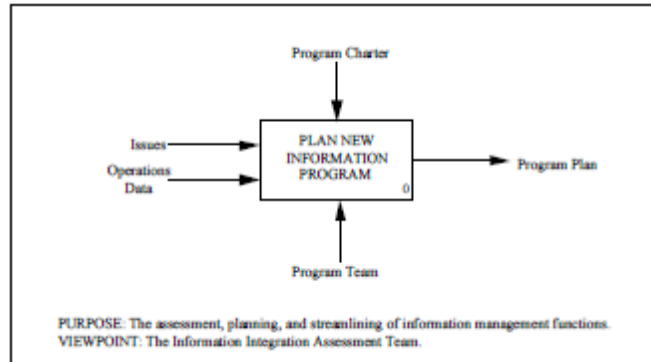 Program Charter
Issues
Operations
Data
PLAN NEW
INFORMATION
PROGRAM
0
Program Plan
Program Team
PURPOSE: The assessment, planning, and streamlining of information management functions.
VIEWPOINT: The Information Integration Assessment Team.